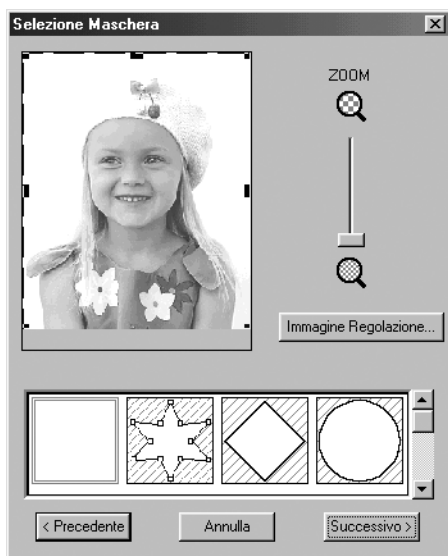 Selezione Maschera
ZOOM
Immagine Regolazione...
< Precedente
Annulla
Successivo >